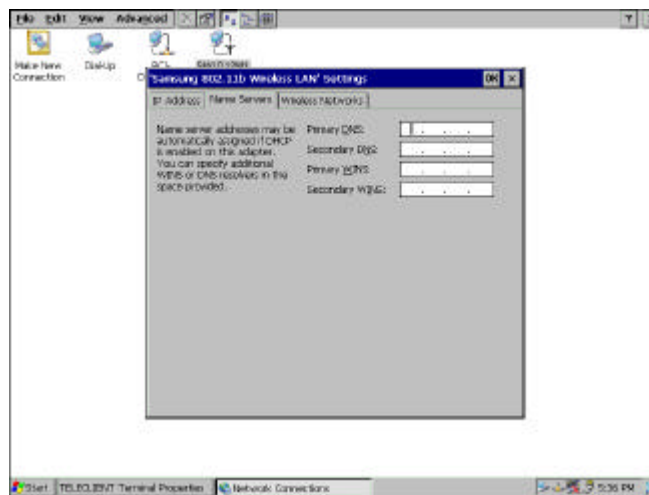 File Edit View Advanced
Make New
Connection
Dial-Up
'Samsung 802.11b Wireless LAN' Settings OK ×
IP Address Name Servers Wireless Networks
Name server addresses may be
automatically assigned if DHCP
is enabled on this adapter.
You can specify additional
WINS or DNS resolvers in the
space provided.
Primary DNS:
Secondary DNS:
Primary WINS:
Secondary WINS:
Start TELECLIENT Terminal Properties Network Connections 5:36 PM